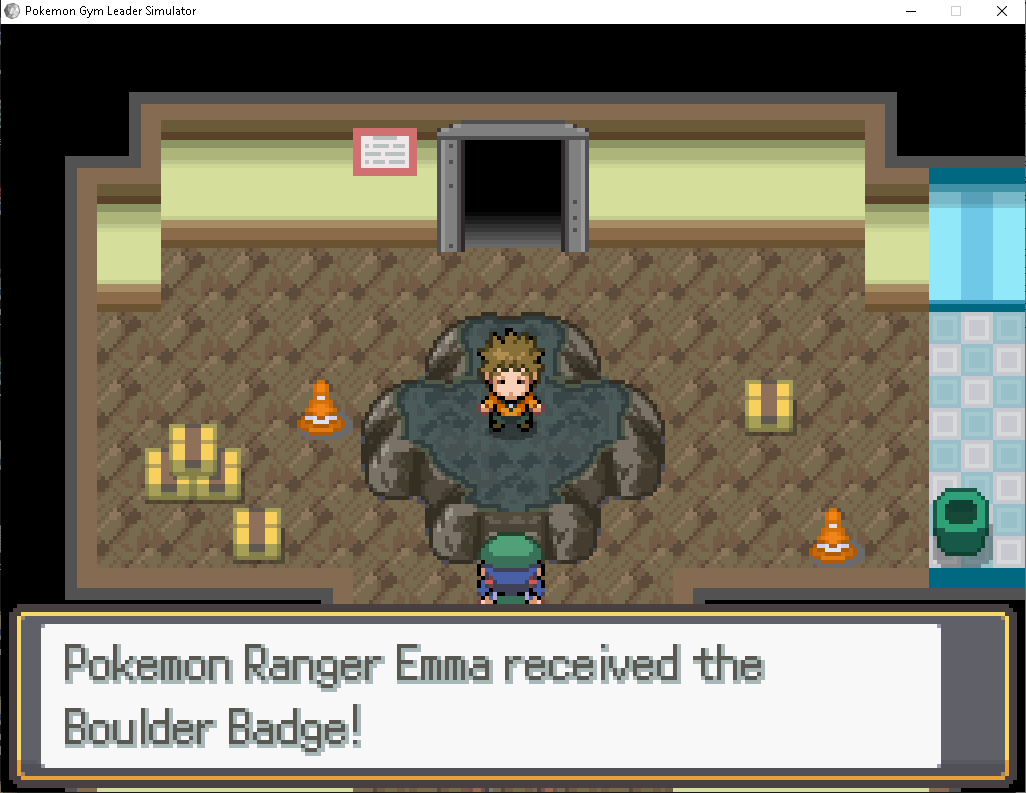 Pokemon Gym Leader Simulator
Pokemon Ranger Emma received the
Boulder Badge!